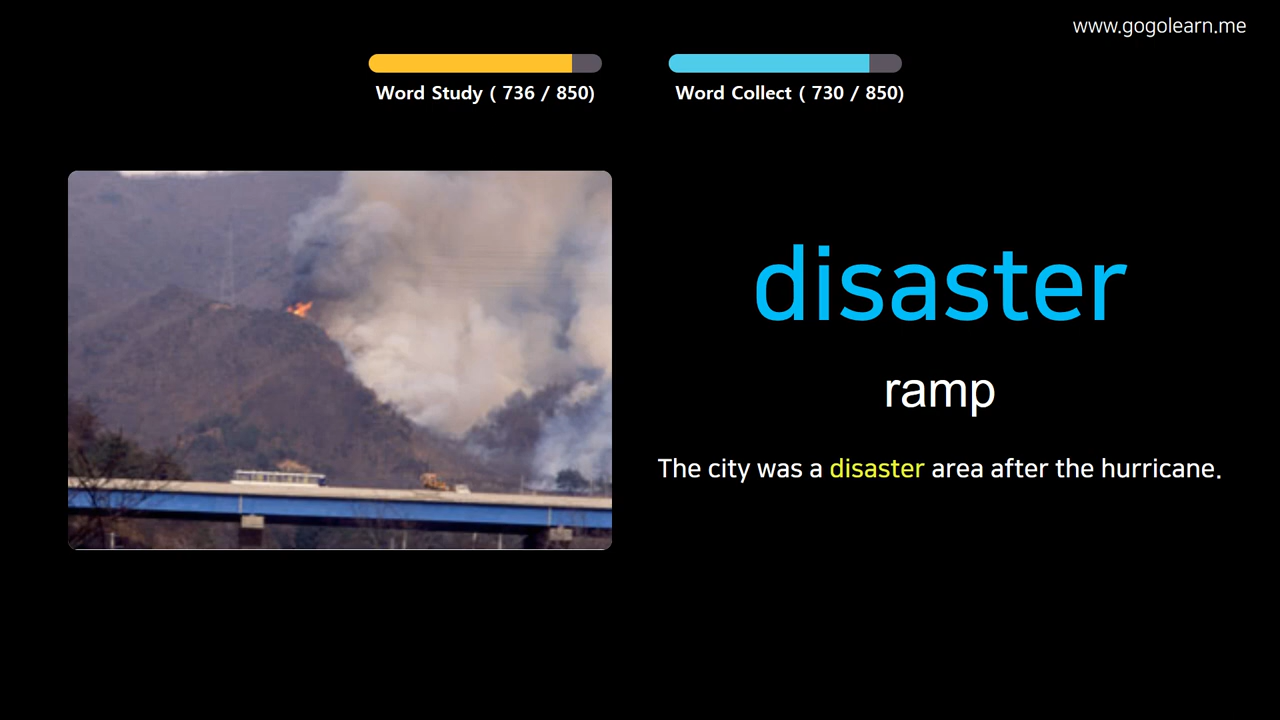 www.gogolearn.me
Word Study ( 736 / 850)
Word Collect ( 730 / 850)
disaster
ramp
The city was a disaster area after the hurricane.